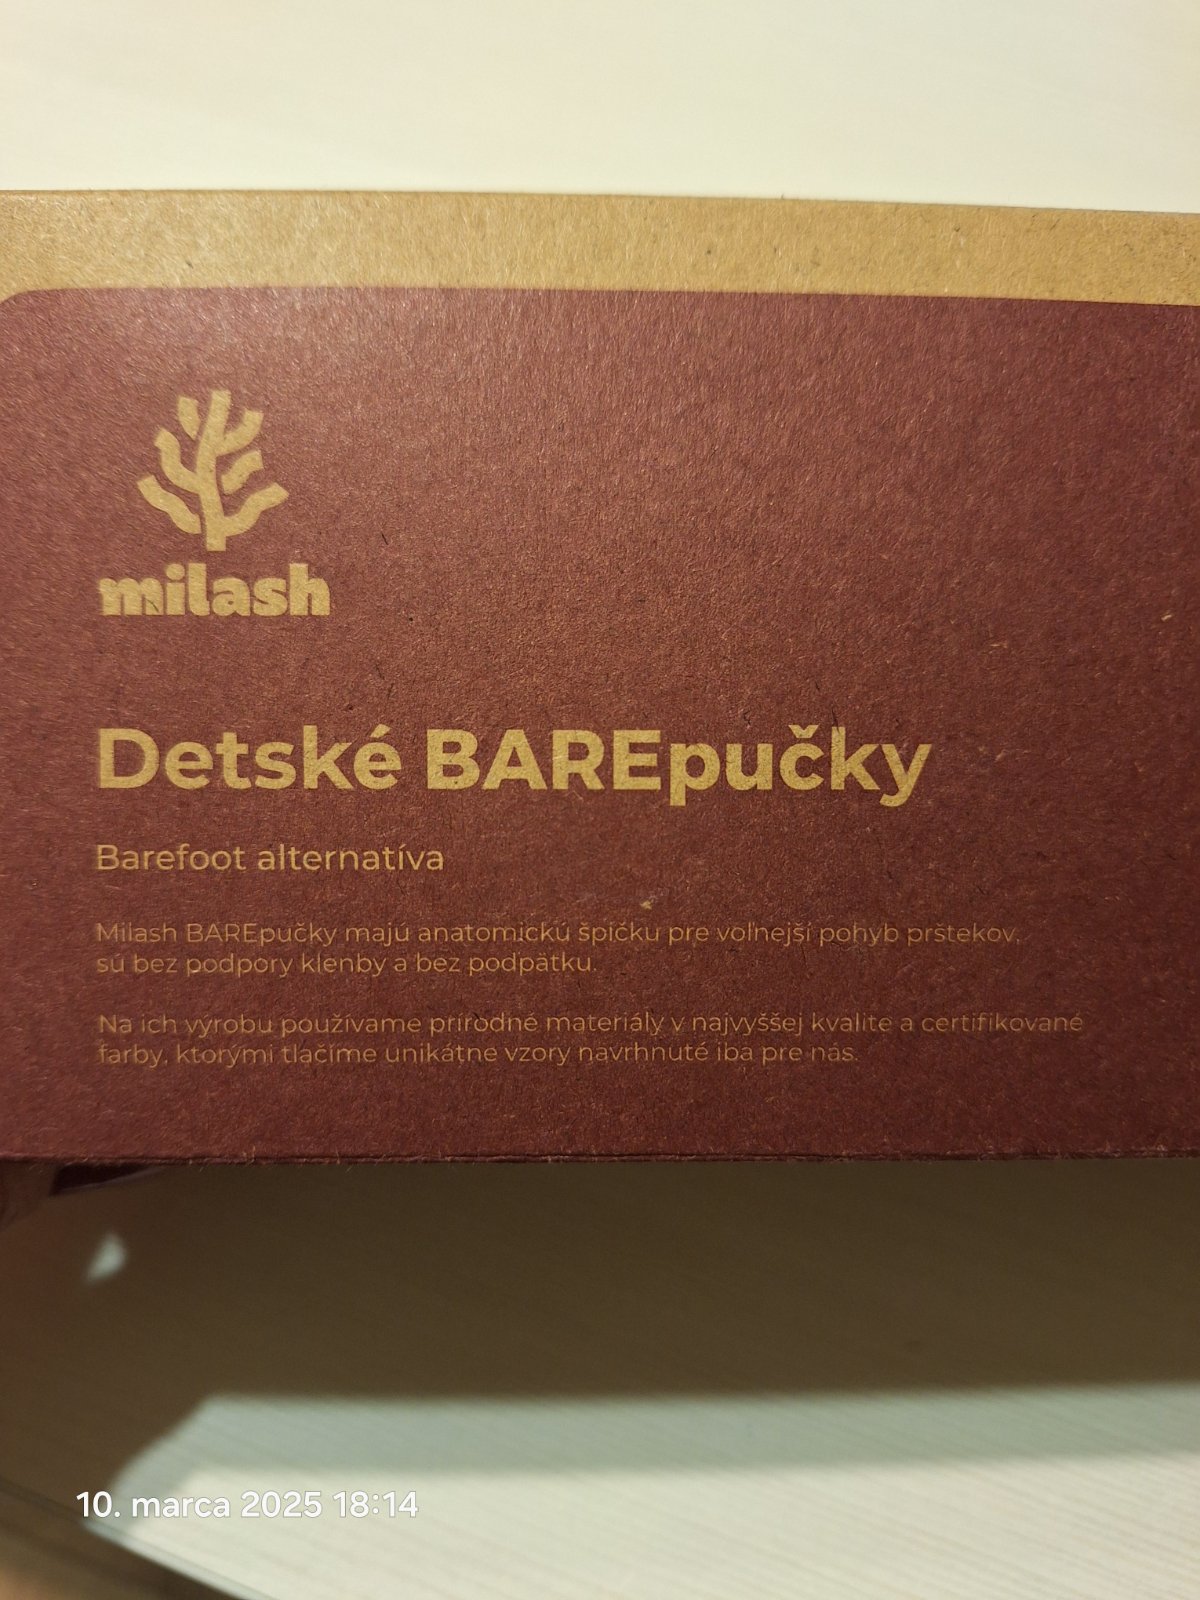 milash
Detské BAREpučky
Barefoot alternatíva
Milash BAREpučky majú anatomickú špičku pre voľnejší pohyb prštekov,
sú bez podpory klenby a bez podpätku.
Na ich výrobu používame prírodné materiály v najvyššej kvalite a certifikované
farby, ktorými tlačíme unikátne vzory navrhnuté iba pre nás.
10. marca 2025 18:14